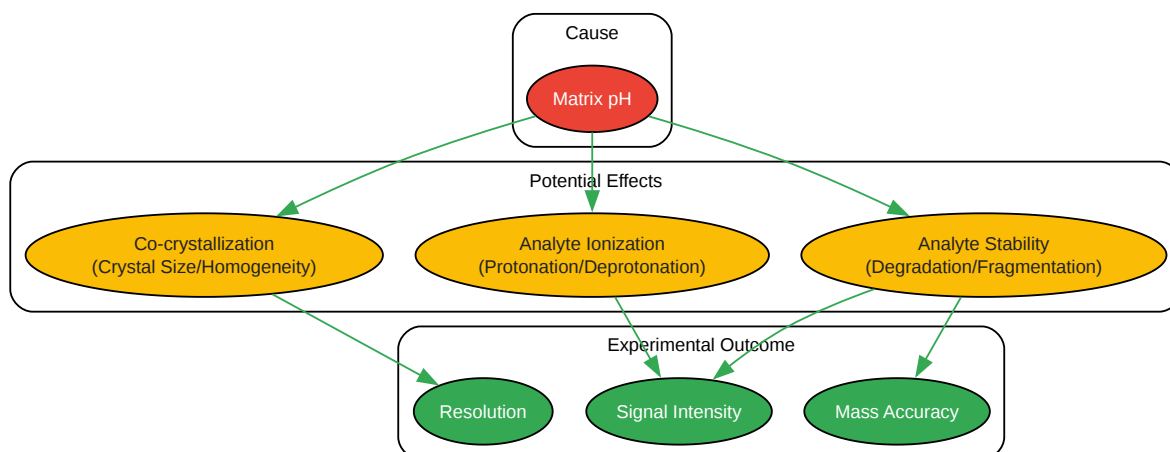 Cause
Matrix pH
Potential Effects
Co-crystallization
(Crystal Size/Homogeneity)
Analyte Ionization
(Protonation/Deprotonation)
Analyte Stability
(Degradation/Fragmentation)
Experimental Outcome
Resolution
Signal Intensity
Mass Accuracy